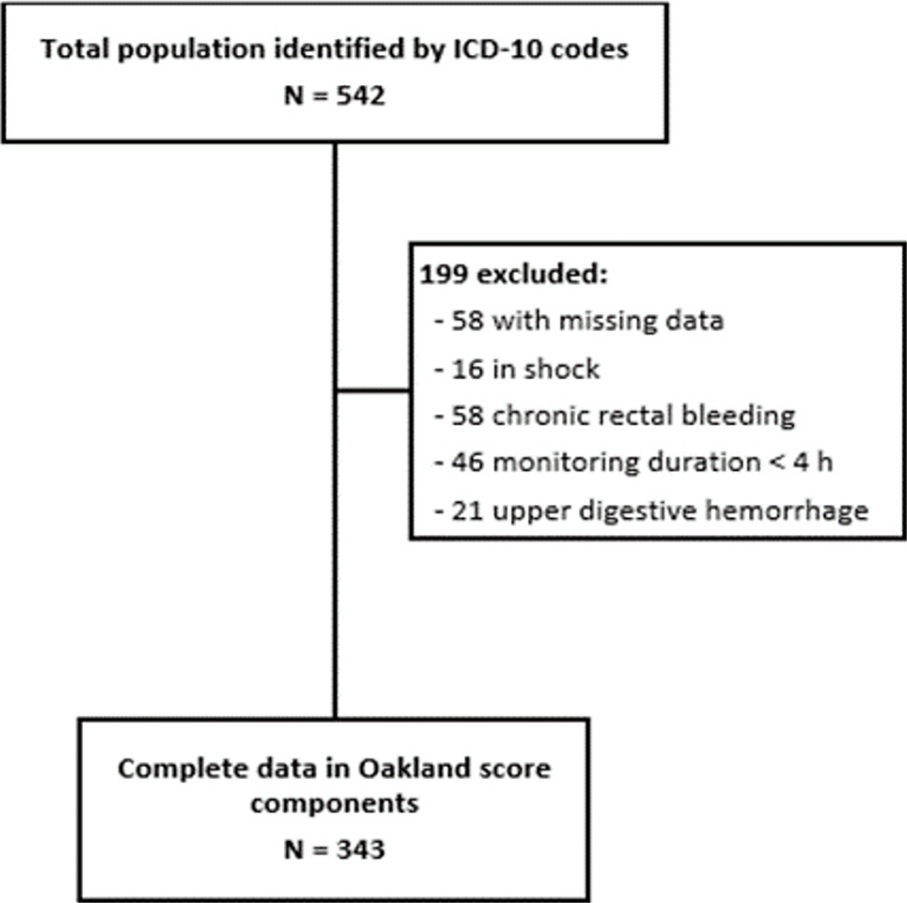 Total population identified by ICD-10 codes
N = 542
199 excluded:
- 58 with missing data
- 16 in shock
- 58 chronic rectal bleeding
- 46 monitoring duration < 4 h
- 21 upper digestive hemorrhage
Complete data in Oakland score
components
N = 343